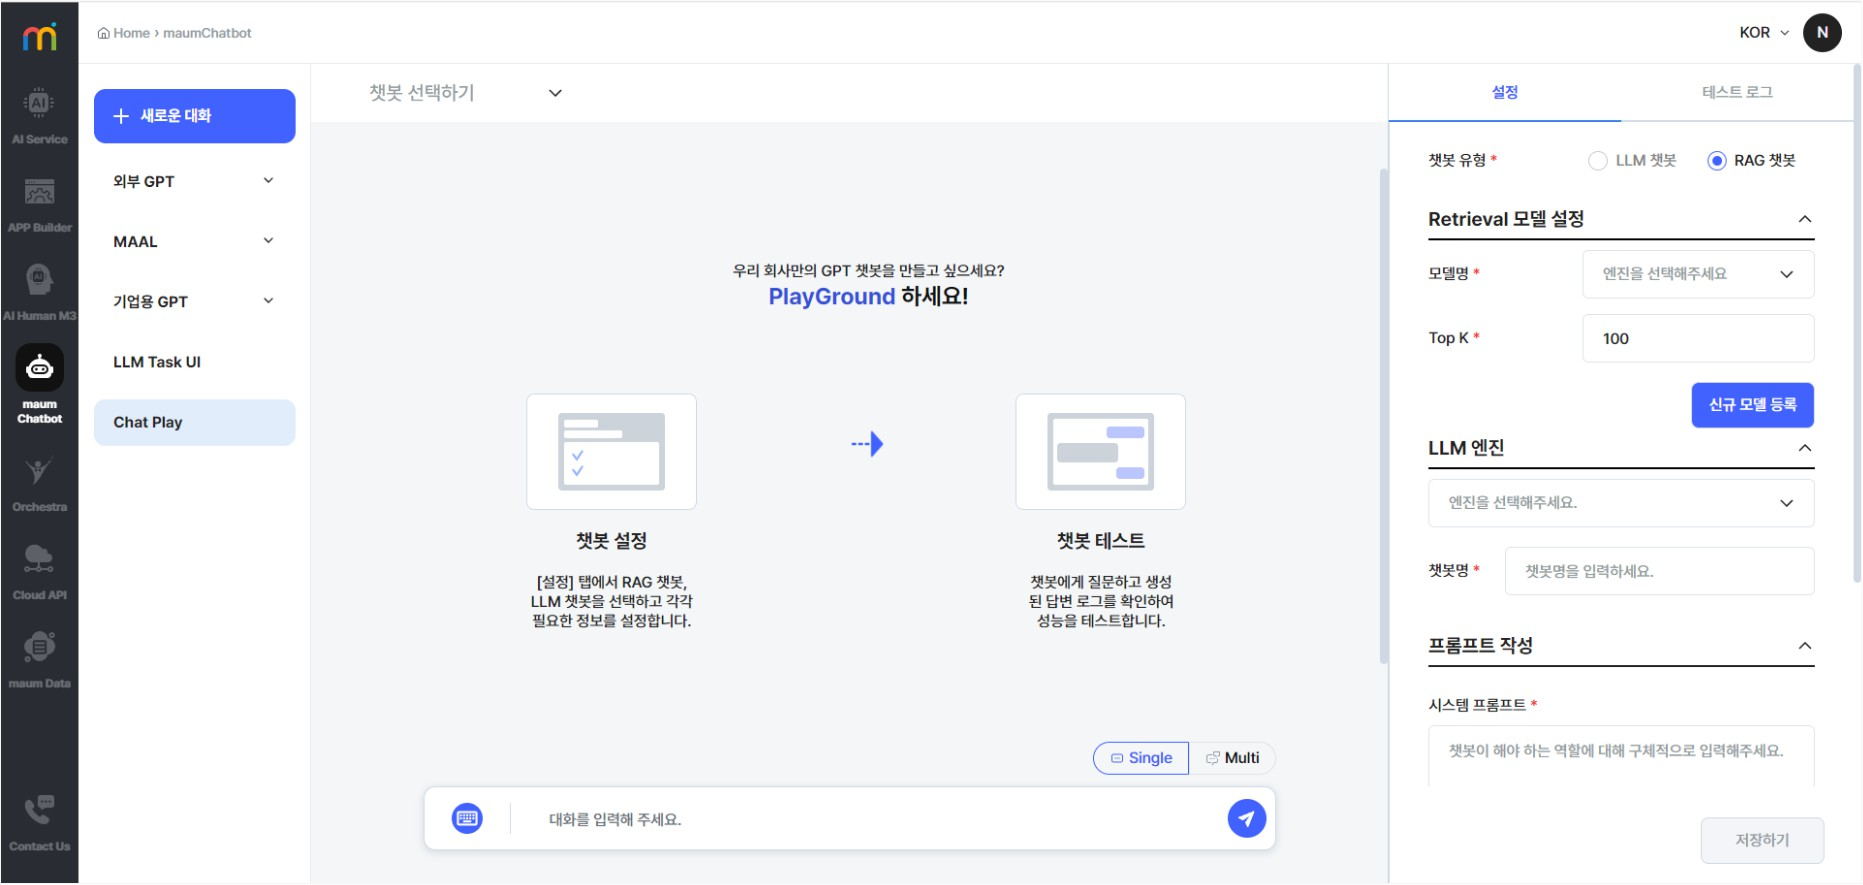 Home › maumChatbot
KOR
N
AI Service
APP Builder
AI Human M3
maum
Chatbot
Orchestra
Cloud API
maum Data
Contact Us
새로운 대화
외부 GPT
MAAL
기업용 GPT
LLM Task UI
Chat Play
챗봇 선택하기
우리 회사만의 GPT 챗봇을 만들고 싶으세요?
PlayGround 하세요!
챗봇 설정
[설정] 탭에서 RAG 챗봇,
LLM 챗봇을 선택하고 각각
필요한 정보를 설정합니다.
챗봇 테스트
챗봇에게 질문하고 생성
된 답변 로그를 확인하여
성능을 테스트합니다.
Single
Multi
대화를 입력해 주세요.
설정
테스트 로그
챗봇 유형 *
LLM 챗봇
RAG 챗봇
Retrieval 모델 설정
모델명 *
엔진을 선택해주세요
Top K *
100
신규 모델 등록
LLM 엔진
엔진을 선택해주세요.
챗봇명 *
챗봇명을 입력하세요.
프롬프트 작성
시스템 프롬프트 *
챗봇이 해야 하는 역할에 대해 구체적으로 입력해주세요.
저장하기